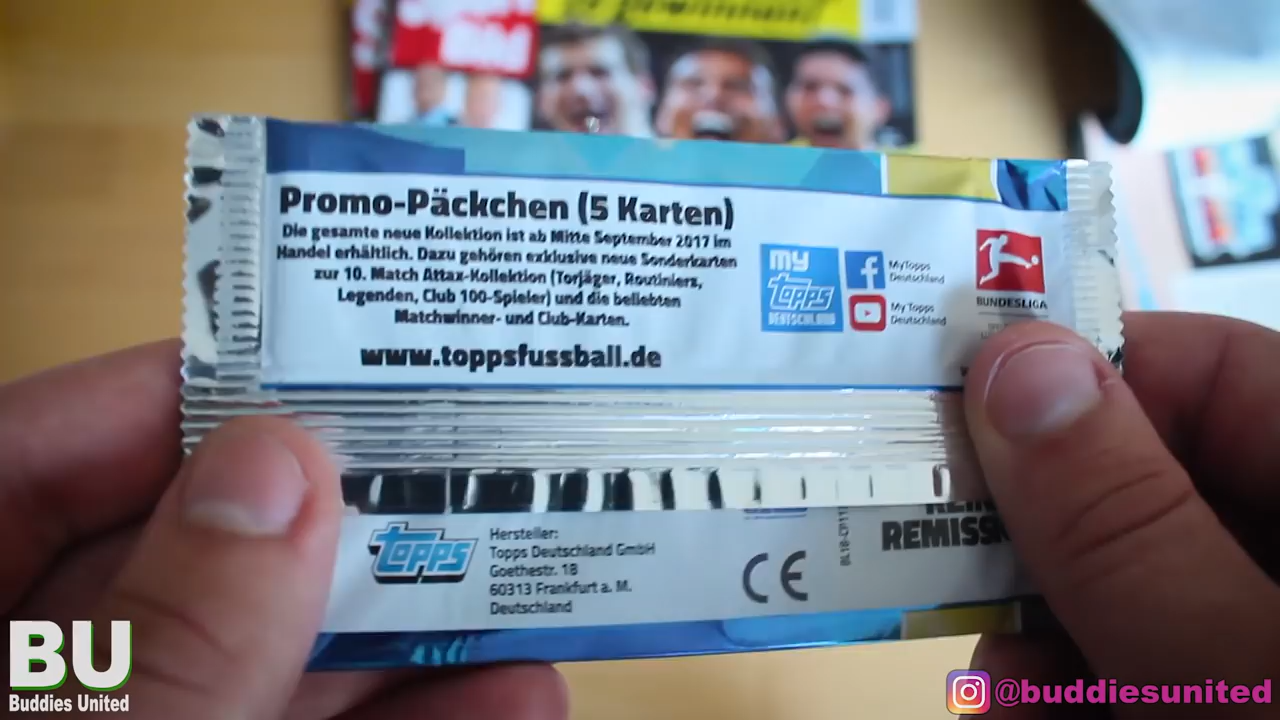 Bild
Promo-Päckchen (5 Karten)
Die gesamte neue Kollektion ist ab Mitte September 2017 im
Handel erhältlich. Dazu gehören exklusive neue Sonderkarten
zur 10. Match Attax-Kollektion (Torjäger, Routiniers,
Legenden, Club 100-Spieler) und die beliebten
Matchwinner- und Club-Karten.
www.toppsfussball.de
my
topps
DEUTSCHLAND
MyTopps
Deutschland
My Topps
Deutschland
BUNDESLIGA
topps
Hersteller:
Topps Deutschland GmbH
Goethestr. 18
60313 Frankfurt a. M.
Deutschland
CE
REMISS
BU
Buddies United
@buddiesunited